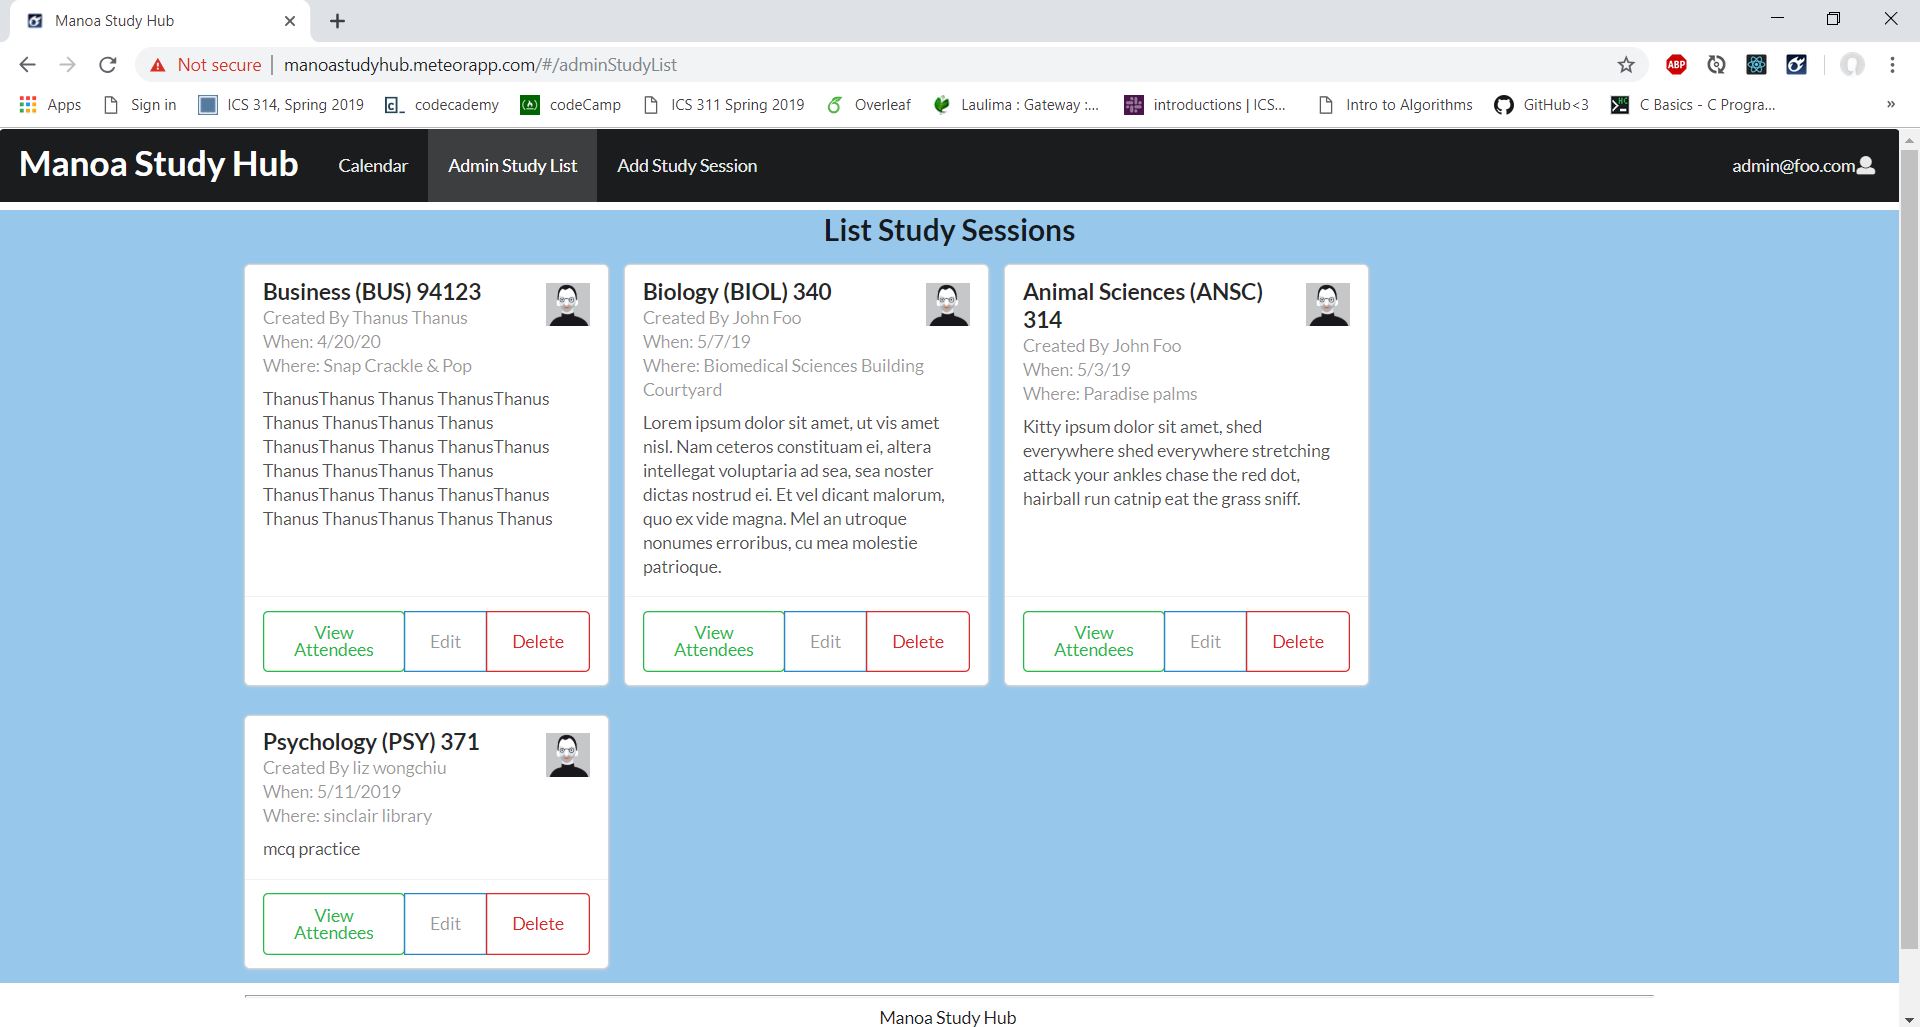 Manoa Study Hub
Not secure | manoastudyhub.meteorapp.com/#/adminStudyList
ABP
Apps Sign in ICS 314, Spring 2019 codecademy codeCamp ICS 311 Spring 2019 Overleaf Laulima : Gateway :... introductions | ICS... Intro to Algorithms GitHub<3 C Basics - C Progra... »
Manoa Study Hub Calendar Admin Study List Add Study Session admin@foo.com
List Study Sessions
Business (BUS) 94123
Created By Thanus Thanus
When: 4/20/20
Where: Snap Crackle & Pop
ThanusThanus Thanus ThanusThanus
Thanus ThanusThanus Thanus
ThanusThanus Thanus ThanusThanus
Thanus ThanusThanus Thanus
ThanusThanus Thanus ThanusThanus
Thanus ThanusThanus Thanus Thanus
View
Attendees
Edit
Delete
Biology (BIOL) 340
Created By John Foo
When: 5/7/19
Where: Biomedical Sciences Building
Courtyard
Lorem ipsum dolor sit amet, ut vis amet
nisl. Nam ceteros constituam ei, altera
intellegat voluptaria ad sea, sea noster
dictas nostrud ei. Et vel dicant malorum,
quo ex vide magna. Mel an utroque
nonumes erroribus, cu mea molestie
patrioque.
View
Attendees
Edit
Delete
Animal Sciences (ANSC)
314
Created By John Foo
When: 5/3/19
Where: Paradise palms
Kitty ipsum dolor sit amet, shed
everywhere shed everywhere stretching
attack your ankles chase the red dot,
hairball run catnip eat the grass sniff.
View
Attendees
Edit
Delete
Psychology (PSY) 371
Created By liz wongchiu
When: 5/11/2019
Where: sinclair library
mcq practice
View
Attendees
Edit
Delete
Manoa Study Hub